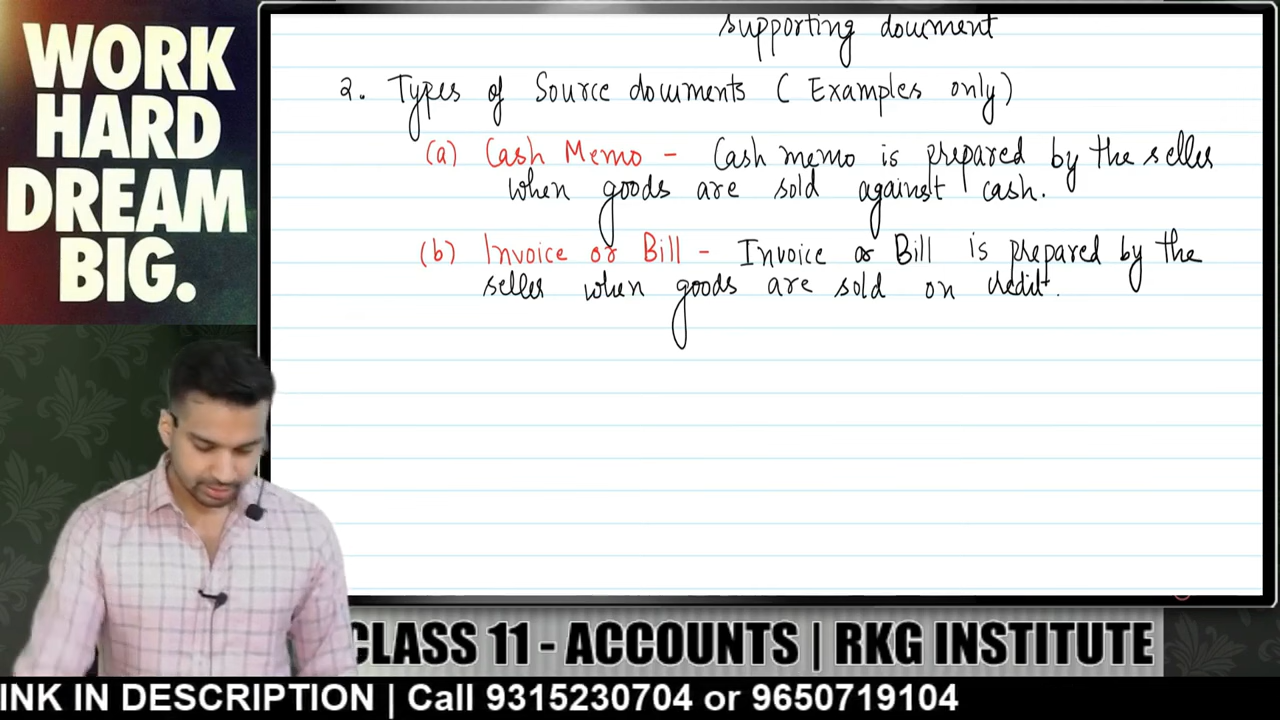 WORK
HARD
DREAM
BIG.
supporting document
2. Types of Source documents ( Examples only)
(a) Cash Memo - Cash memo is prepared by the seller
when goods are sold against cash.
(b) Invoice or Bill - Invoice or Bill is prepared by the
seller when goods are sold on credit.
CLASS 11 - ACCOUNTS | RKG INSTITUTE
INK IN DESCRIPTION | Call 9315230704 or 9650719104